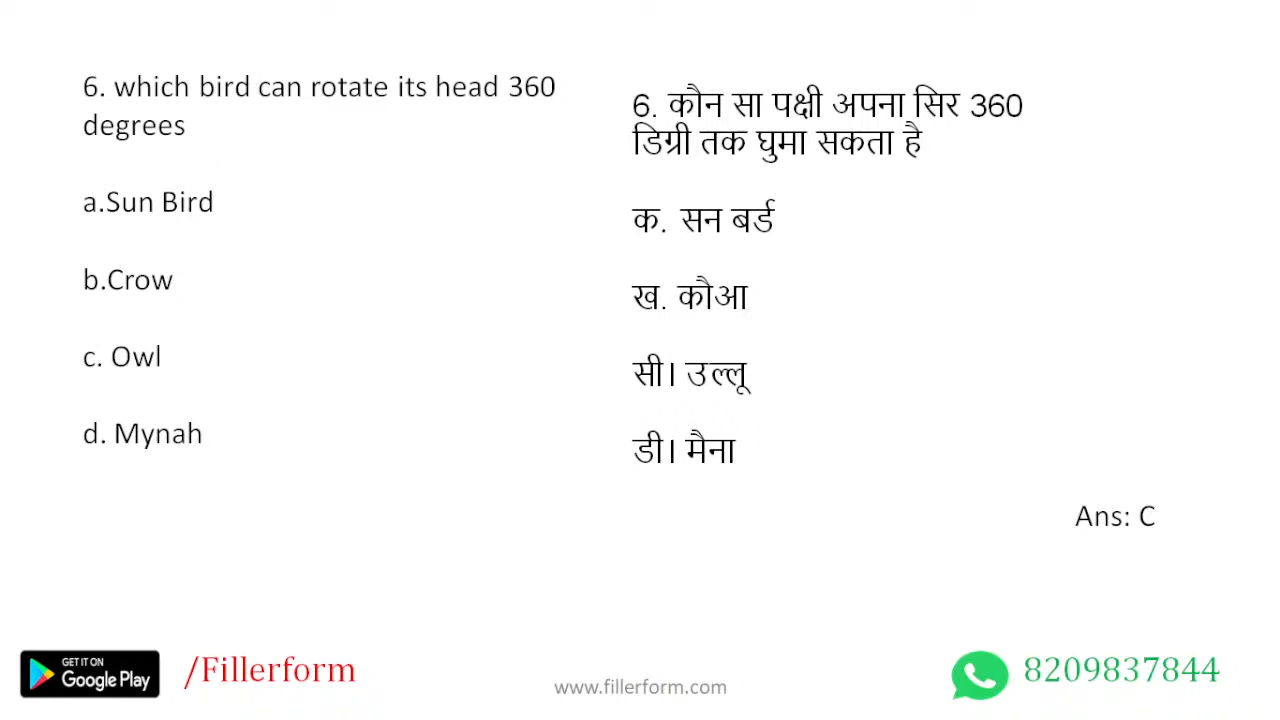 6. which bird can rotate its head 360
degrees
a.Sun Bird
b.Crow
c. Owl
d. Mynah
6. कौन सा पक्षी अपना सिर 360
डिग्री तक घुमा सकता है
क. सन बर्ड
ख. कौआ
सी। उल्लू
डी। मैना
Ans: C
GET IT ON
Google Play
/Fillerform
www.fillerform.com
8209837844